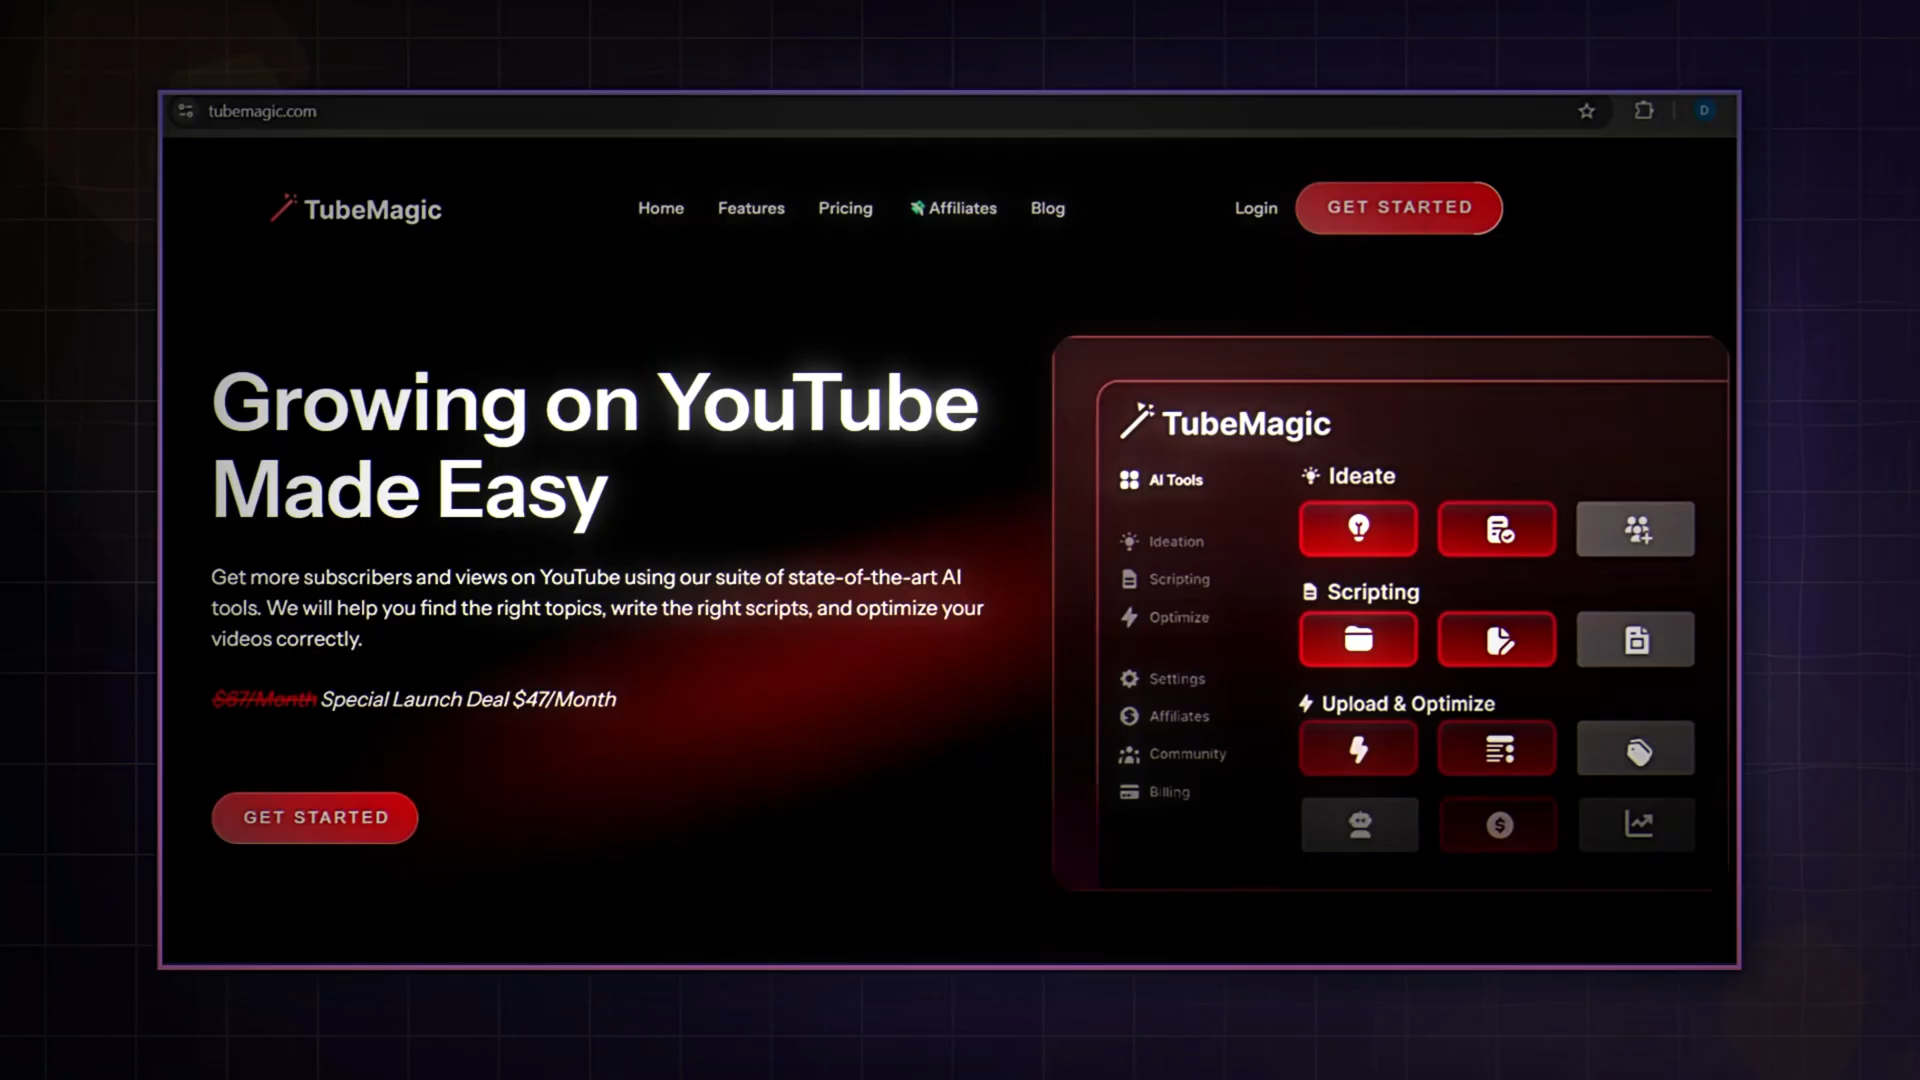 tubemagic.com
D
TubeMagic
Home
Features
Pricing
Affiliates
Blog
Login
GET STARTED
Growing on YouTube
Made Easy
Get more subscribers and views on YouTube using our suite of state-of-the-art AI
tools. We will help you find the right topics, write the right scripts, and optimize your
videos correctly.
$67/Month Special Launch Deal $47/Month
GET STARTED
TubeMagic
AI Tools
Ideation
Scripting
Optimize
Settings
Affiliates
Community
Billing
Ideate
Scripting
Upload & Optimize